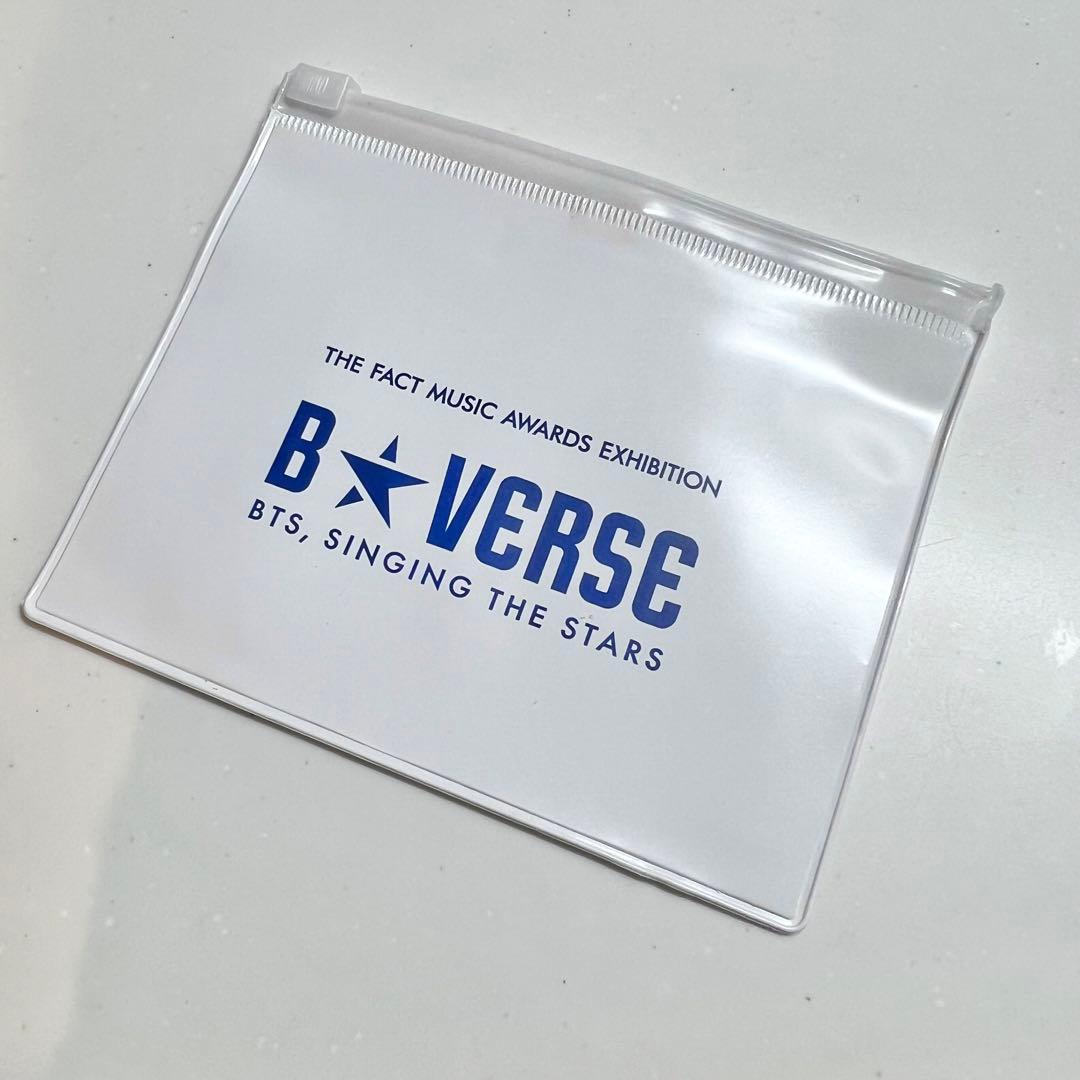 THE FACT MUSIC AWARDS EXHIBITION
B★VERSE
BTS, SINGING THE STARS